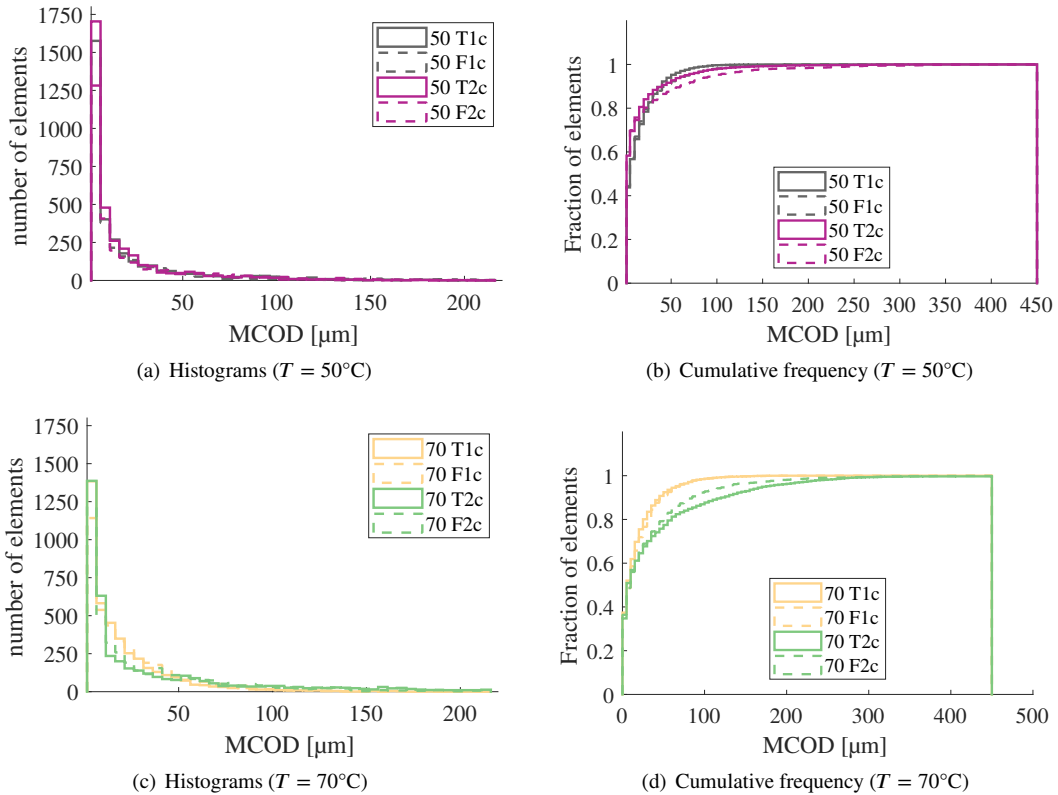 1750
1500
1250
1000
750
500
250
0
number of elements
50 T1c
50 F1c
50 T2c
50 F2c
50
100
150
200
MCOD [µm]
(a) Histograms (T = 50°C)
1.2
1
0.8
0.6
0.4
0.2
1
Fraction of elements
50 T1c
50 F1c
50 T2c
50 F2c
50
100
150
200
250
300
350
400
450
MCOD [µm]
(b) Cumulative frequency (T = 50°C)
1750
1500
1250
1000
750
500
250
0
number of elements
70 T1c
70 F1c
70 T2c
70 F2c
50
100
150
200
MCOD [µm]
(c) Histograms (T = 70°C)
1.2
1
0.8
0.6
0.4
0.2
1
Fraction of elements
70 T1c
70 F1c
70 T2c
70 F2c
0
100
200
300
400
500
MCOD [µm]
(d) Cumulative frequency (T = 70°C)